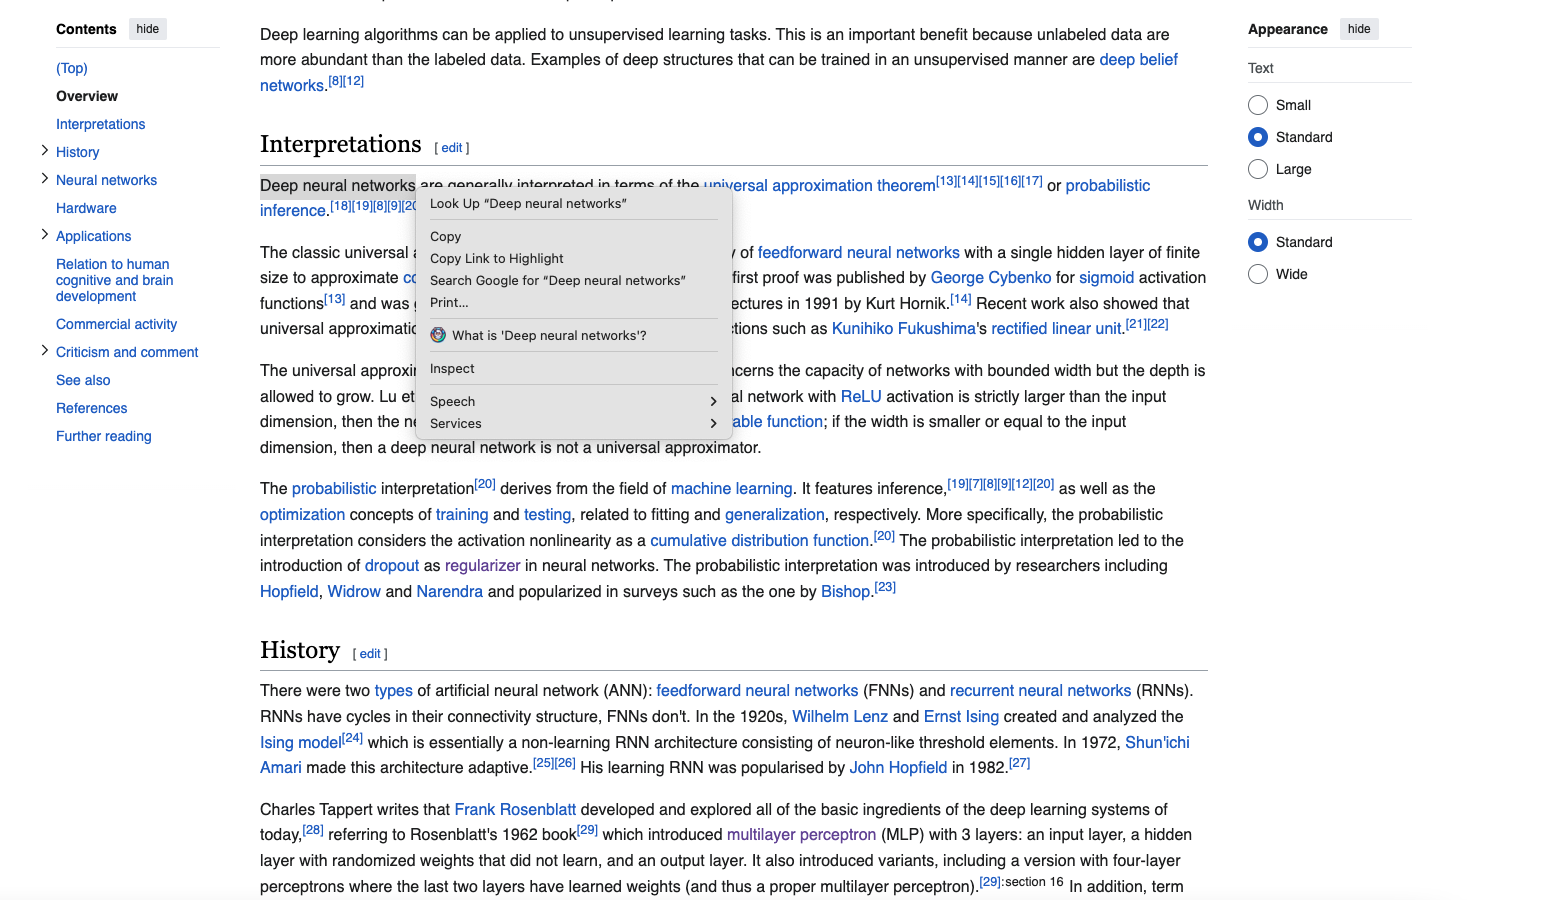 Contents hide
(Top)
Overview
Interpretations
History
Neural networks
Hardware
Applications
Relation to human
cognitive and brain
development
Commercial activity
Criticism and comment
See also
References
Further reading
Deep learning algorithms can be applied to unsupervised learning tasks. This is an important benefit because unlabeled data are
more abundant than the labeled data. Examples of deep structures that can be trained in an unsupervised manner are deep belief
networks.[8][12]
Interpretations [ edit ]
Deep neural networks are generally interpreted in terms of the universal approximation theorem[13][14][15][16][17] or probabilistic
inference.[18][19][8][9][20
The classic universal y of feedforward neural networks with a single hidden layer of finite
size to approximate co first proof was published by George Cybenko for sigmoid activation
functions[13] and was ectures in 1991 by Kurt Hornik.[14] Recent work also showed that
universal approximatic ctions such as Kunihiko Fukushima's rectified linear unit.[21][22]
The universal approxi ncerns the capacity of networks with bounded width but the depth is
allowed to grow. Lu et al network with ReLU activation is strictly larger than the input
dimension, then the ne able function; if the width is smaller or equal to the input
dimension, then a deep neural network is not a universal approximator.
Look Up “Deep neural networks”
Copy
Copy Link to Highlight
Search Google for “Deep neural networks”
Print...
What is 'Deep neural networks'?
Inspect
Speech
Services
The probabilistic interpretation[20] derives from the field of machine learning. It features inference,[19][7][8][9][12][20] as well as the
optimization concepts of training and testing, related to fitting and generalization, respectively. More specifically, the probabilistic
interpretation considers the activation nonlinearity as a cumulative distribution function.[20] The probabilistic interpretation led to the
introduction of dropout as regularizer in neural networks. The probabilistic interpretation was introduced by researchers including
Hopfield, Widrow and Narendra and popularized in surveys such as the one by Bishop.[23]
History [ edit ]
There were two types of artificial neural network (ANN): feedforward neural networks (FNNs) and recurrent neural networks (RNNs).
RNNs have cycles in their connectivity structure, FNNs don't. In the 1920s, Wilhelm Lenz and Ernst Ising created and analyzed the
Ising model[24] which is essentially a non-learning RNN architecture consisting of neuron-like threshold elements. In 1972, Shun'ichi
Amari made this architecture adaptive.[25][26] His learning RNN was popularised by John Hopfield in 1982.[27]
Charles Tappert writes that Frank Rosenblatt developed and explored all of the basic ingredients of the deep learning systems of
today,[28] referring to Rosenblatt's 1962 book[29] which introduced multilayer perceptron (MLP) with 3 layers: an input layer, a hidden
layer with randomized weights that did not learn, and an output layer. It also introduced variants, including a version with four-layer
perceptrons where the last two layers have learned weights (and thus a proper multilayer perceptron).[29]:section 16 In addition, term
Appearance hide
Text
Small
Standard
Large
Width
Standard
Wide